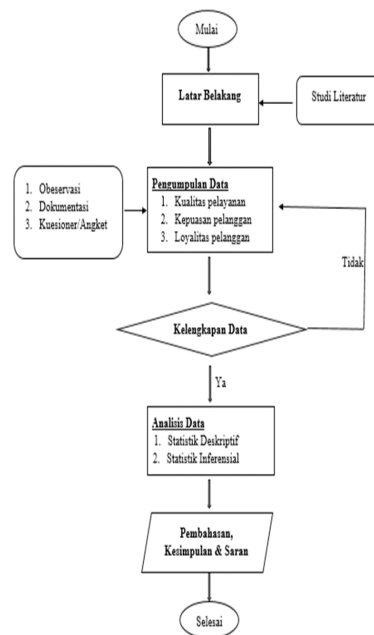 Mulai
Latar Belakang
Studi Literatur
1. Obeservasi
2. Dokumentasi
3. Kuesioner/Angket
Pengumpulan Data
1. Kualitas pelayanan
2. Kepuasan pelanggan
3. Loyalitas pelanggan
Tidak
Kelengkapan Data
Ya
Analisis Data
1. Statistik Deskriptif
2. Statistik Inferensial
Pembahasan,
Kesimpulan & Saran
Selesai